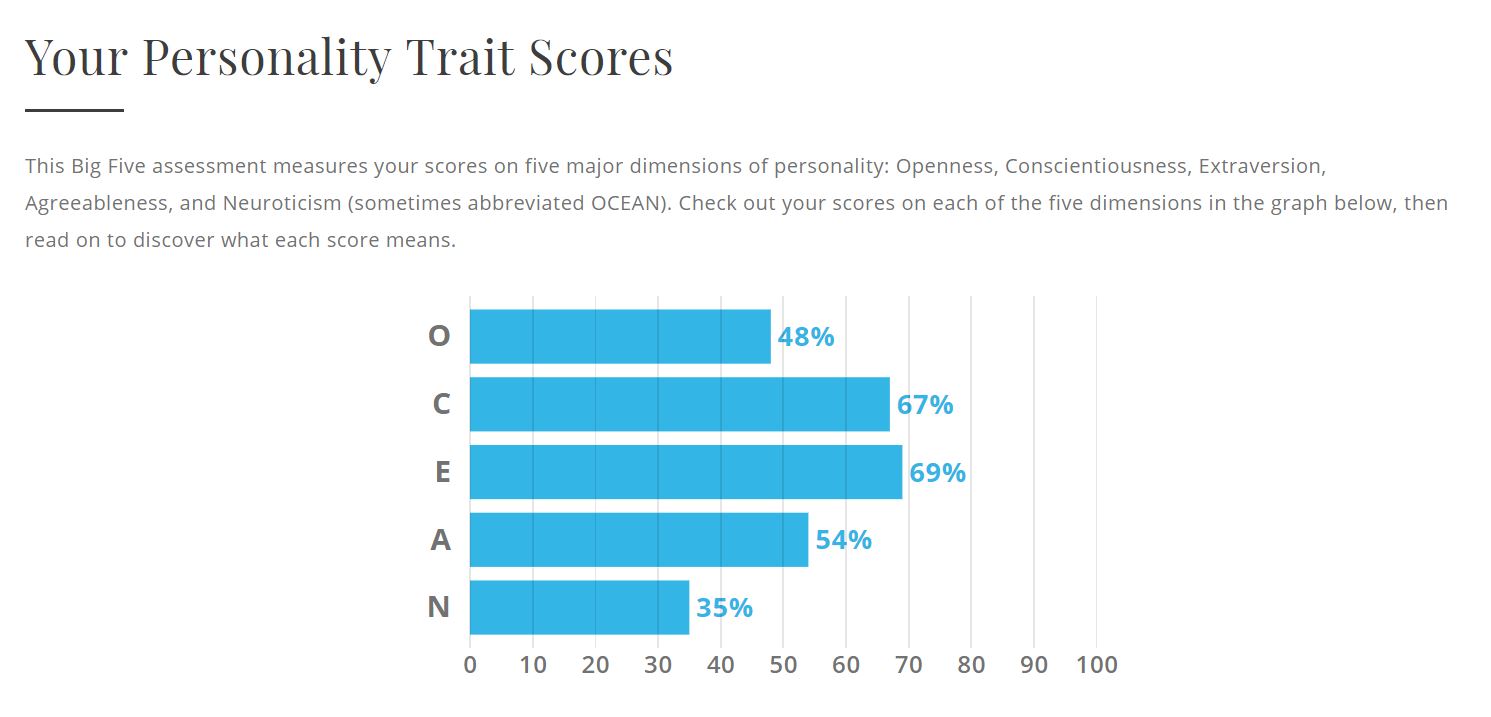 Your Personality Trait Scores
This Big Five assessment measures your scores on five major dimensions of personality: Openness, Conscientiousness, Extraversion,
Agreeableness, and Neuroticism (sometimes abbreviated OCEAN). Check out your scores on each of the five dimensions in the graph below, then
read on to discover what each score means.
O 48%
C 67%
E 69%
A 54%
N 35%
0 10 20 30 40 50 60 70 80 90 100